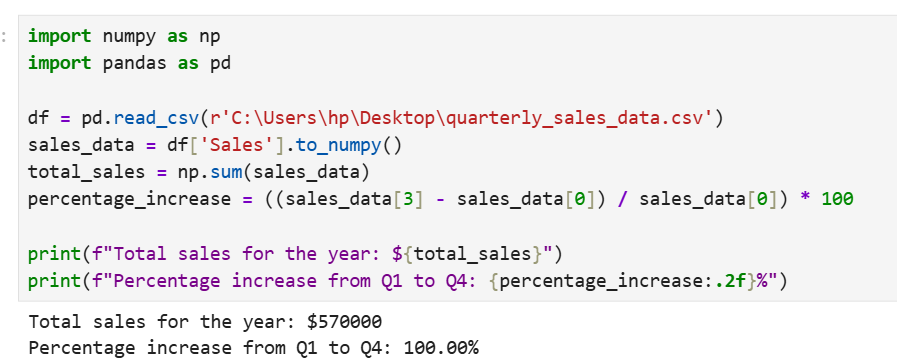 :
import numpy as np
import pandas as pd
df = pd.read_csv(r'C:\Users\hp\Desktop\quarterly_sales_data.csv')
sales_data = df['Sales'].to_numpy()
total_sales = np.sum(sales_data)
percentage_increase = ((sales_data[3] - sales_data[0]) / sales_data[0]) * 100
print(f"Total sales for the year: ${total_sales}")
print(f"Percentage increase from Q1 to Q4: {percentage_increase:.2f}%")
Total sales for the year: $570000
Percentage increase from Q1 to Q4: 100.00%